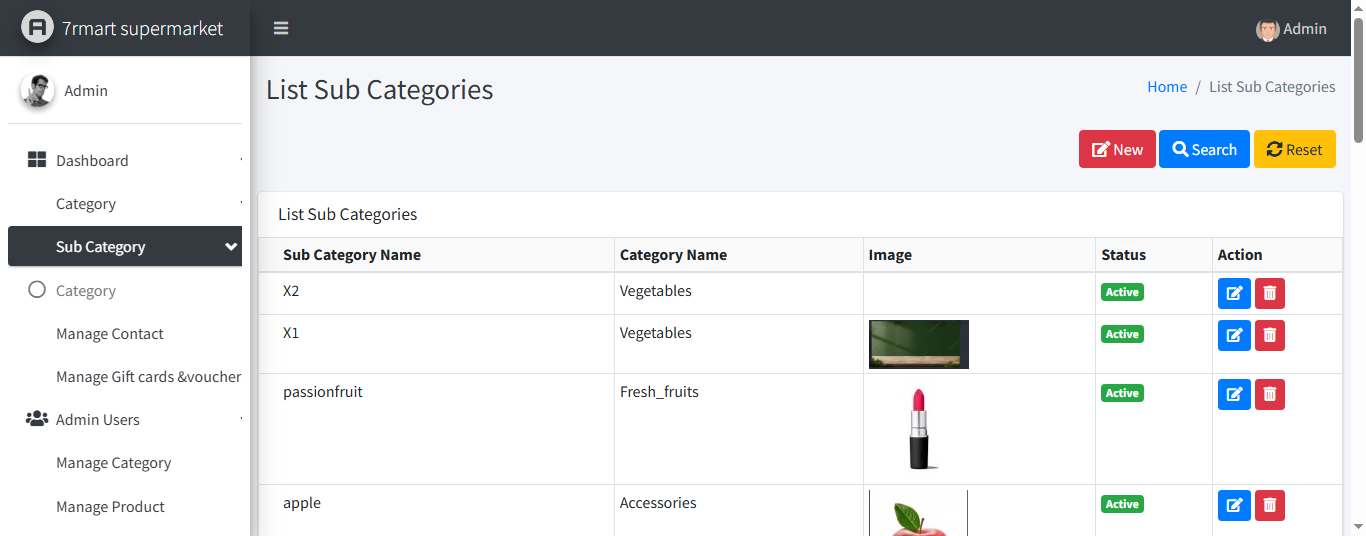 7rmart supermarket
Admin
Admin
List Sub Categories
Home / List Sub Categories
Dashboard
Category
Sub Category
Category
Manage Contact
Manage Gift cards &voucher
Admin Users
Manage Category
Manage Product
New Search Reset
List Sub Categories
Sub Category Name Category Name Image Status Action
X2 Vegetables Active
X1 Vegetables Active
passionfruit Fresh_fruits Active
apple Accessories Active